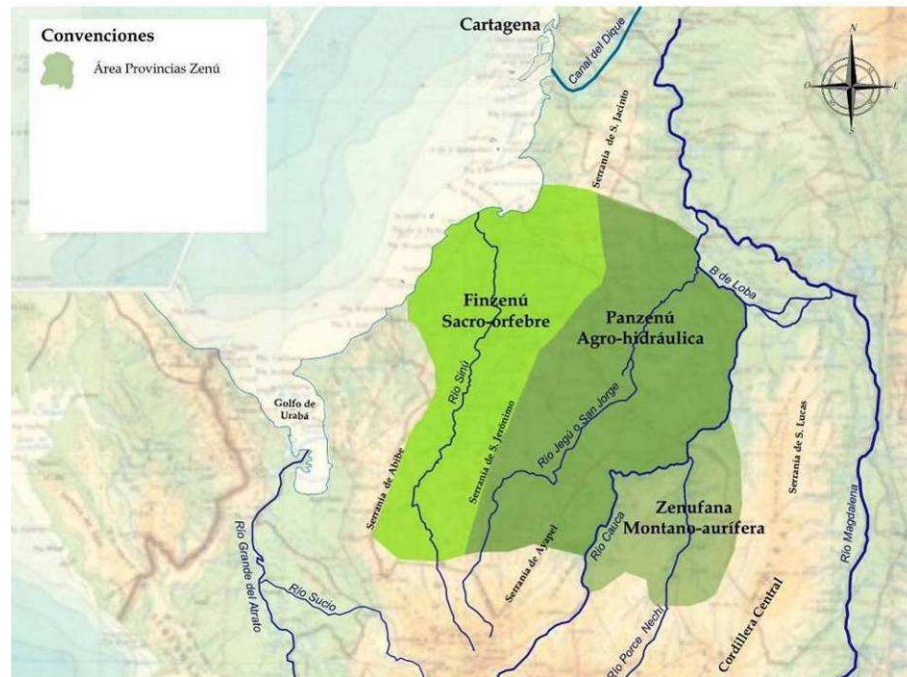 Convenciones
Área Provincias Zenú
Cartagena
Canal del Dique
N
O
E
S
Serranía de S. Jacinto
B de Loba
Finzenú
Sacro-orfebre
Panzenú
Agro-hidráulica
Río Sinú
Golfo de
Urabá
Río Jegú o San Jorge
Serranía de S. Jerónimo
Serranía de Abibe
Serranía de S. Lucas
Zenufana
Montano-aurífera
Río Cauca
Río Magdalena
Serranía de Ayapel
Río Grande del Atrato
Río Sucio
Río Porce Nechí
Cordillera Central